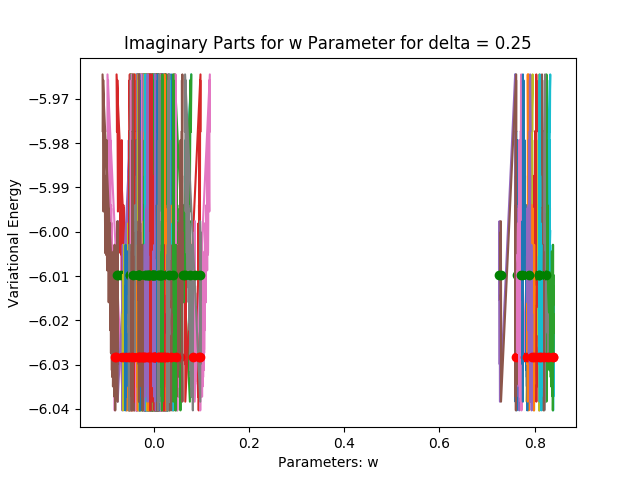 Imaginary Parts for w Parameter for delta = 0.25
Variational Energy
−5.97
−5.98
−5.99
−6.00
−6.01
−6.02
−6.03
−6.04
0.0 0.2 0.4 0.6 0.8
Parameters: w